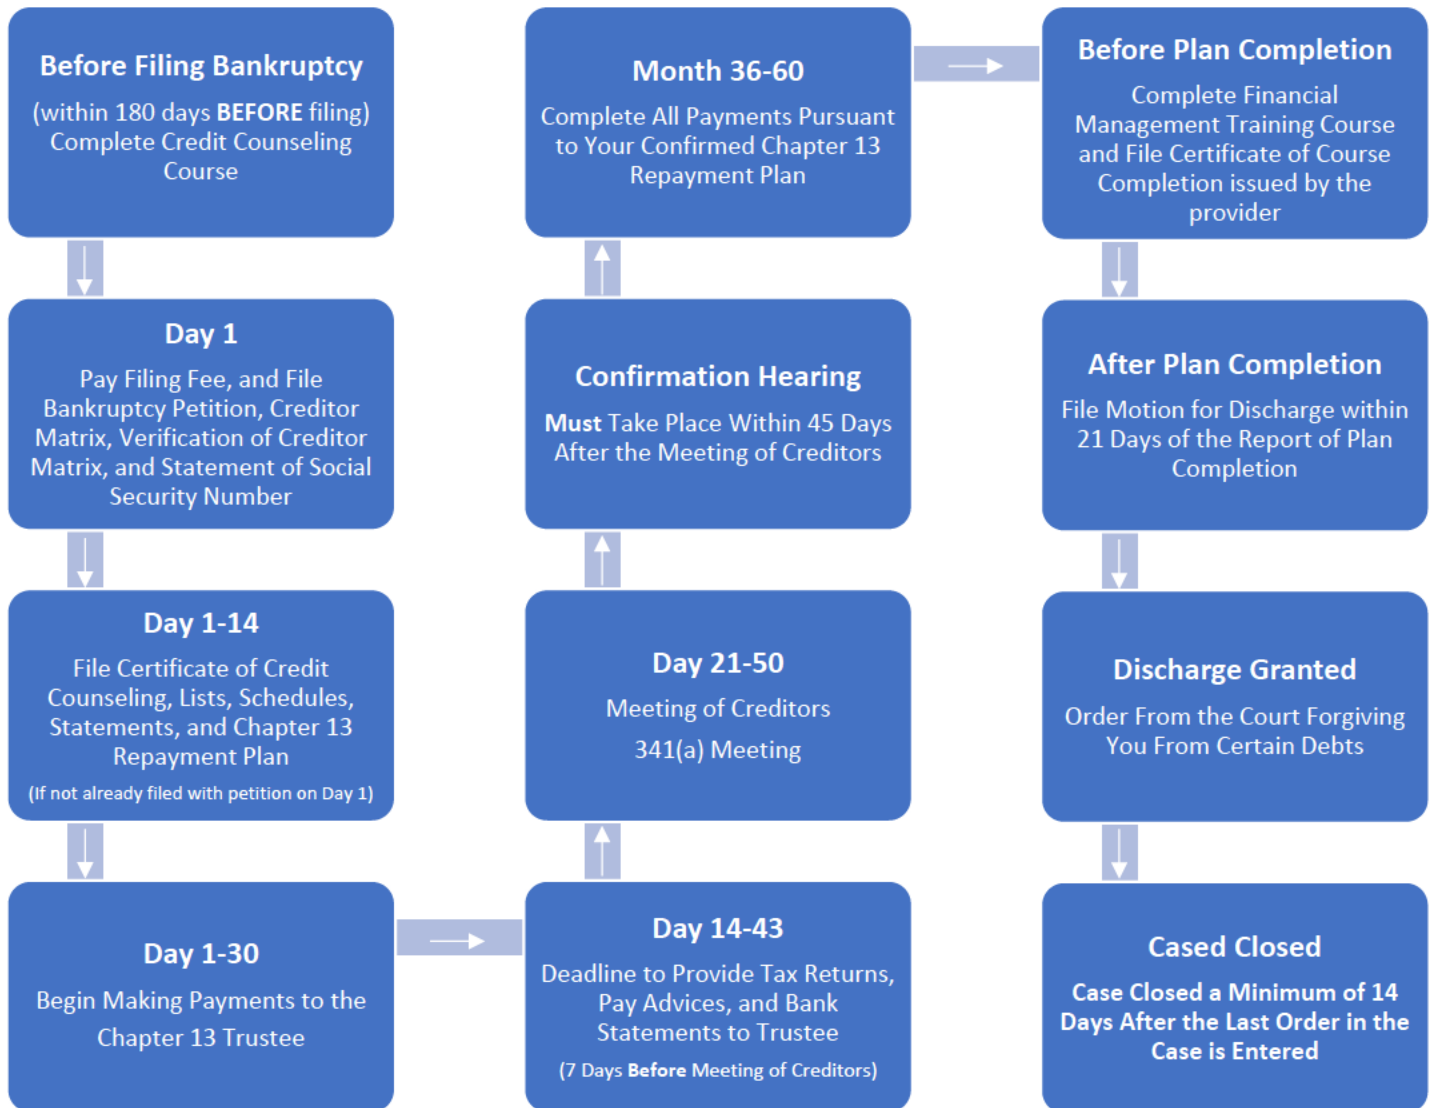 Before Filing Bankruptcy
(within 180 days BEFORE filing)
Complete Credit Counseling
Course
Day 1
Pay Filing Fee, and File
Bankruptcy Petition, Creditor
Matrix, Verification of Creditor
Matrix, and Statement of Social
Security Number
Day 1-14
File Certificate of Credit
Counseling, Lists, Schedules,
Statements, and Chapter 13
Repayment Plan
(If not already filed with petition on Day 1)
Day 1-30
Begin Making Payments to the
Chapter 13 Trustee
Day 14-43
Deadline to Provide Tax Returns,
Pay Advices, and Bank
Statements to Trustee
(7 Days Before Meeting of Creditors)
Day 21-50
Meeting of Creditors
341(a) Meeting
Confirmation Hearing
Must Take Place Within 45 Days
After the Meeting of Creditors
Month 36-60
Complete All Payments Pursuant
to Your Confirmed Chapter 13
Repayment Plan
Before Plan Completion
Complete Financial
Management Training Course
and File Certificate of Course
Completion issued by the
provider
After Plan Completion
File Motion for Discharge within
21 Days of the Report of Plan
Completion
Discharge Granted
Order From the Court Forgiving
You From Certain Debts
Cased Closed
Case Closed a Minimum of 14
Days After the Last Order in the
Case is Entered